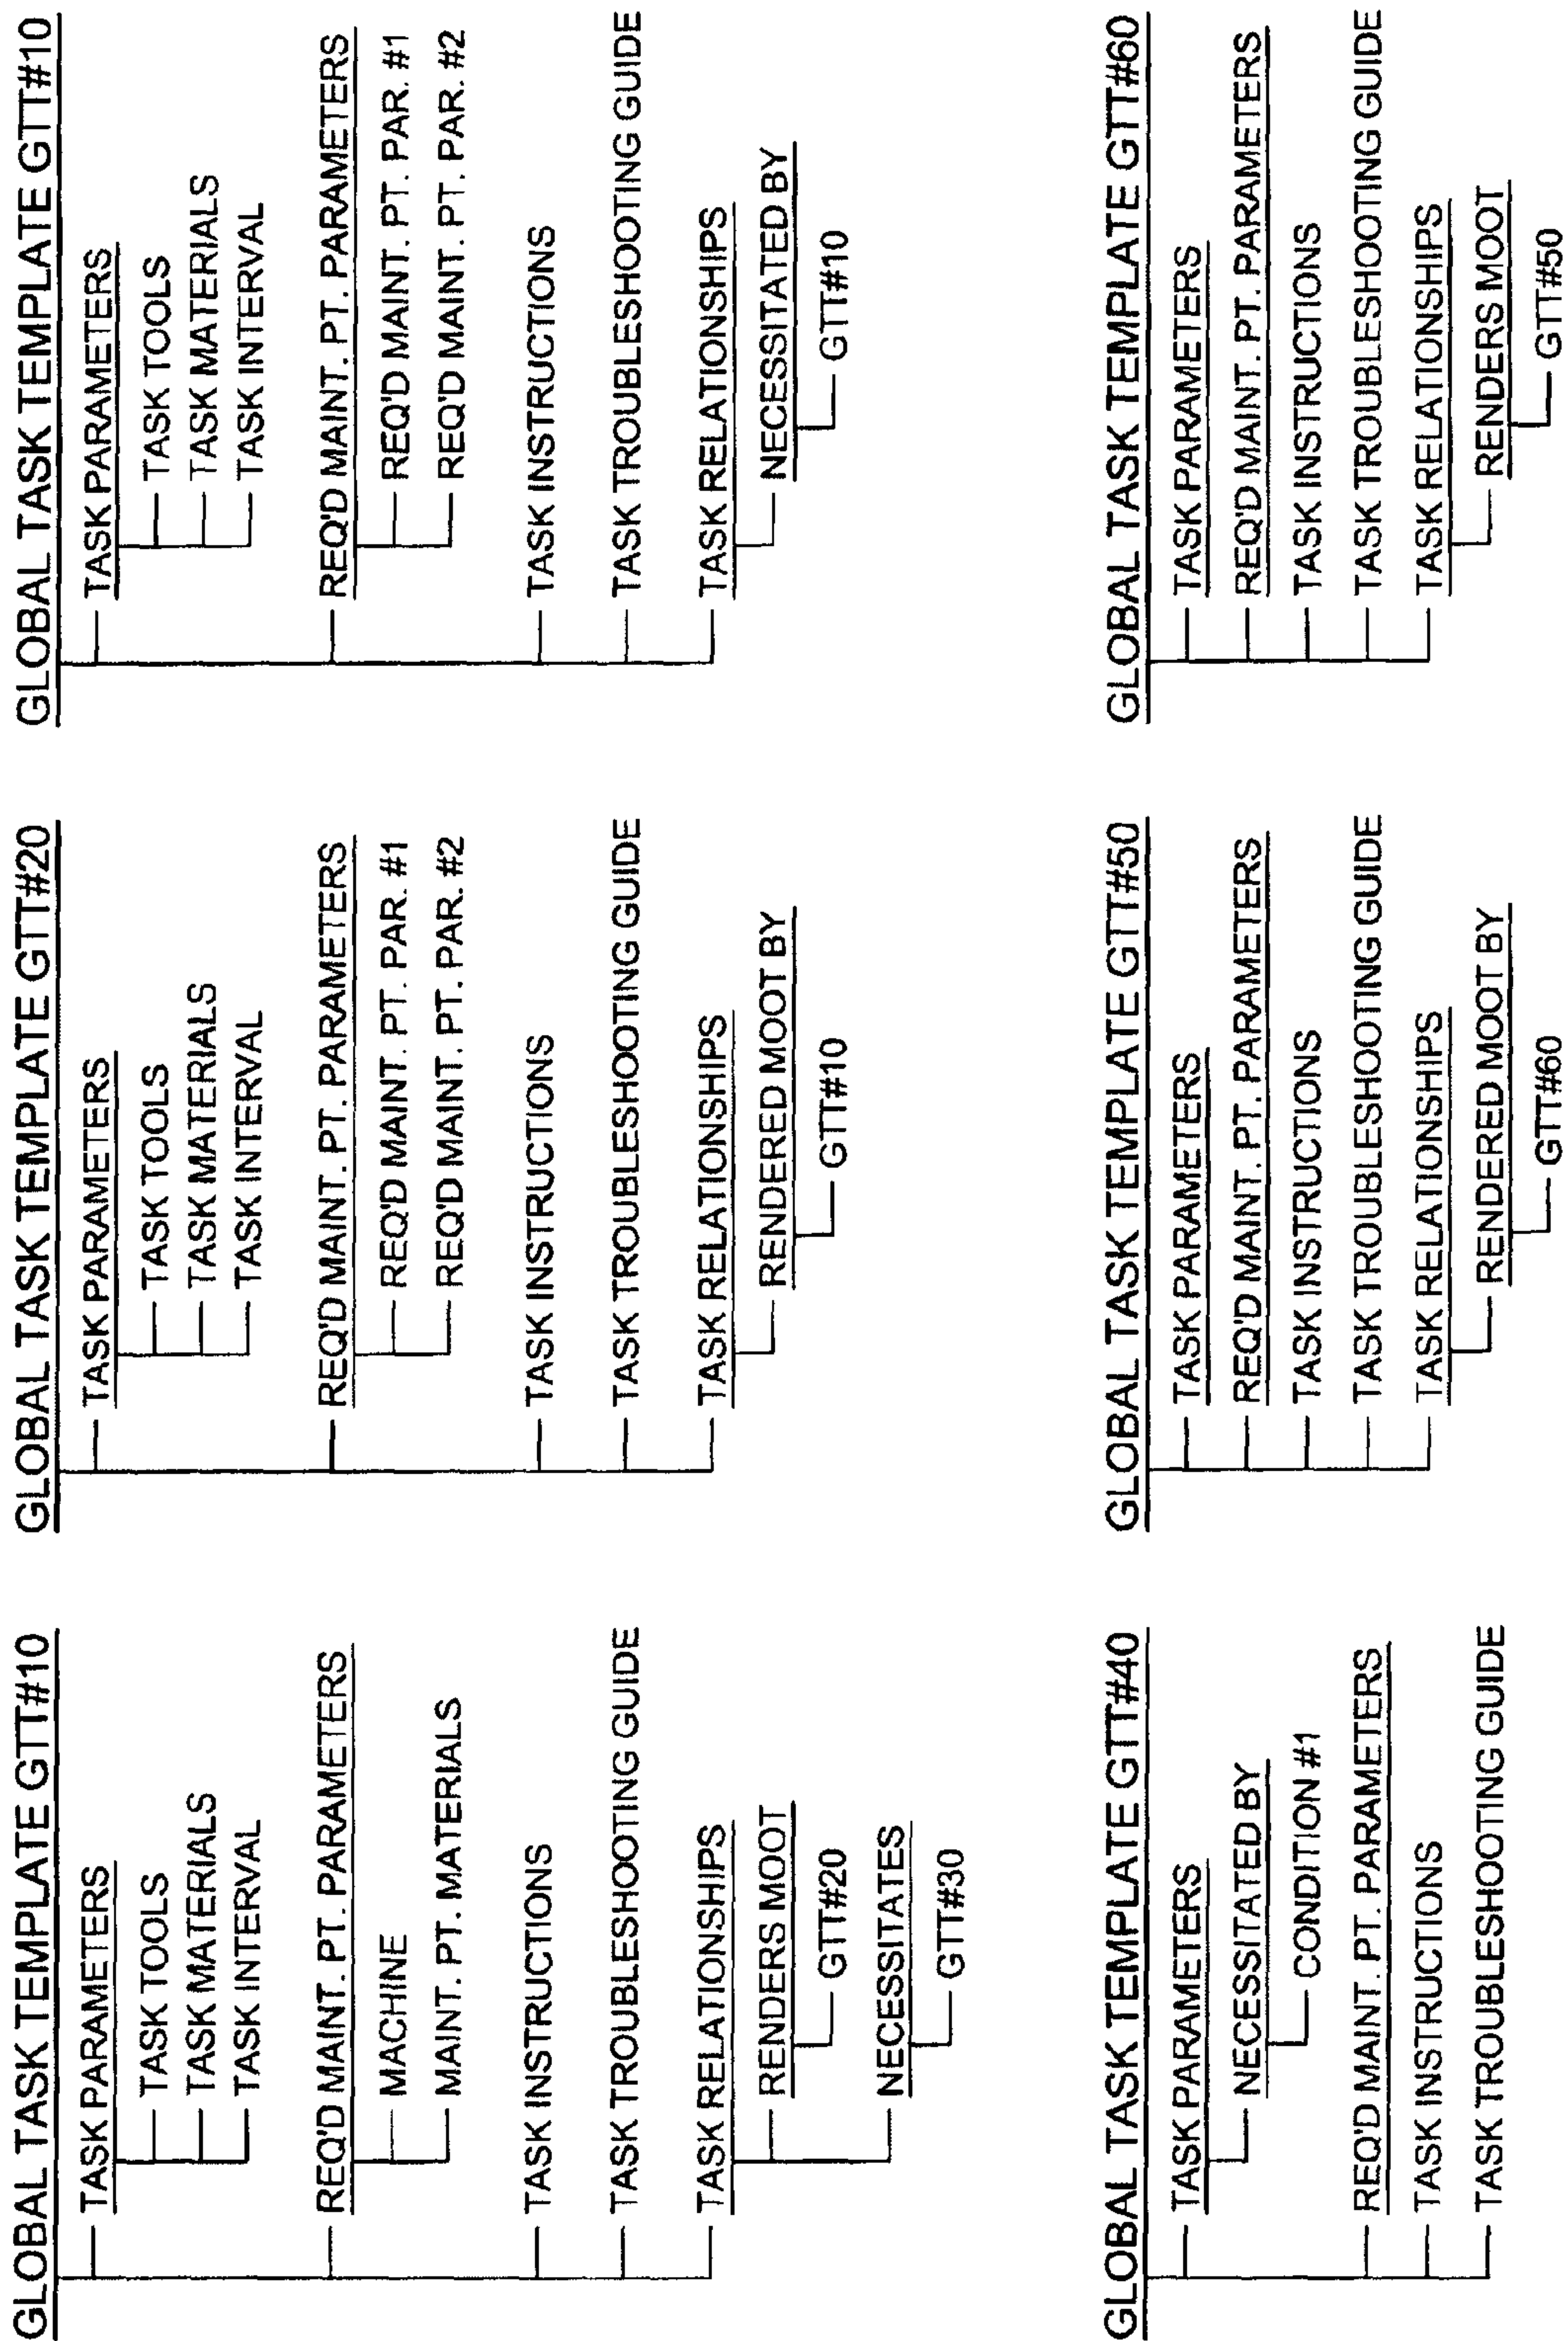 GLOBAL TASK TEMPLATE GTT#10
TASK PARAMETERS
TASK TOOLS
TASK MATERIALS
TASK INTERVAL
REQ'D MAINT. PT. PARAMETERS
MACHINE
MAINT. PT. MATERIALS
TASK INSTRUCTIONS
TASK TROUBLESHOOTING GUIDE
TASK RELATIONSHIPS
RENDERS MOOT
GTT#20
NECESSITATES
GTT#30
GLOBAL TASK TEMPLATE GTT#20
TASK PARAMETERS
TASK TOOLS
TASK MATERIALS
TASK INTERVAL
REQ'D MAINT. PT. PARAMETERS
REQ'D MAINT. PT. PAR. #1
REQ'D MAINT. PT. PAR. #2
TASK INSTRUCTIONS
TASK TROUBLESHOOTING GUIDE
TASK RELATIONSHIPS
RENDERED MOOT BY
GTT#10
GLOBAL TASK TEMPLATE GTT#10
TASK PARAMETERS
TASK TOOLS
TASK MATERIALS
TASK INTERVAL
REQ'D MAINT. PT. PARAMETERS
REQ'D MAINT. PT. PAR. #1
REQ'D MAINT. PT. PAR. #2
TASK INSTRUCTIONS
TASK TROUBLESHOOTING GUIDE
TASK RELATIONSHIPS
NECESSITATED BY
GTT#10
GLOBAL TASK TEMPLATE GTT#40
TASK PARAMETERS
NECESSITATED BY
CONDITION #1
REQ'D MAINT. PT. PARAMETERS
TASK INSTRUCTIONS
TASK TROUBLESHOOTING GUIDE
GLOBAL TASK TEMPLATE GTT#50
TASK PARAMETERS
REQ'D MAINT. PT. PARAMETERS
TASK INSTRUCTIONS
TASK TROUBLESHOOTING GUIDE
TASK RELATIONSHIPS
RENDERED MOOT BY
GTT#60
GLOBAL TASK TEMPLATE GTT#60
TASK PARAMETERS
REQ'D MAINT. PT. PARAMETERS
TASK INSTRUCTIONS
TASK TROUBLESHOOTING GUIDE
TASK RELATIONSHIPS
RENDERS MOOT
GTT#50